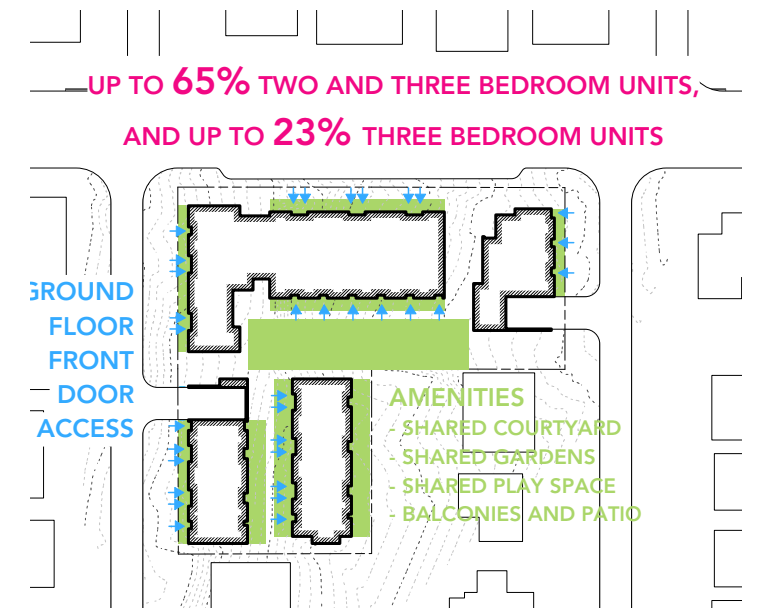 UP TO 65% TWO AND THREE BEDROOM UNITS,
AND UP TO 23% THREE BEDROOM UNITS
GROUND
FLOOR
FRONT
DOOR
ACCESS
AMENITIES
- SHARED COURTYARD
- SHARED GARDENS
- SHARED PLAY SPACE
- BALCONIES AND PATIO